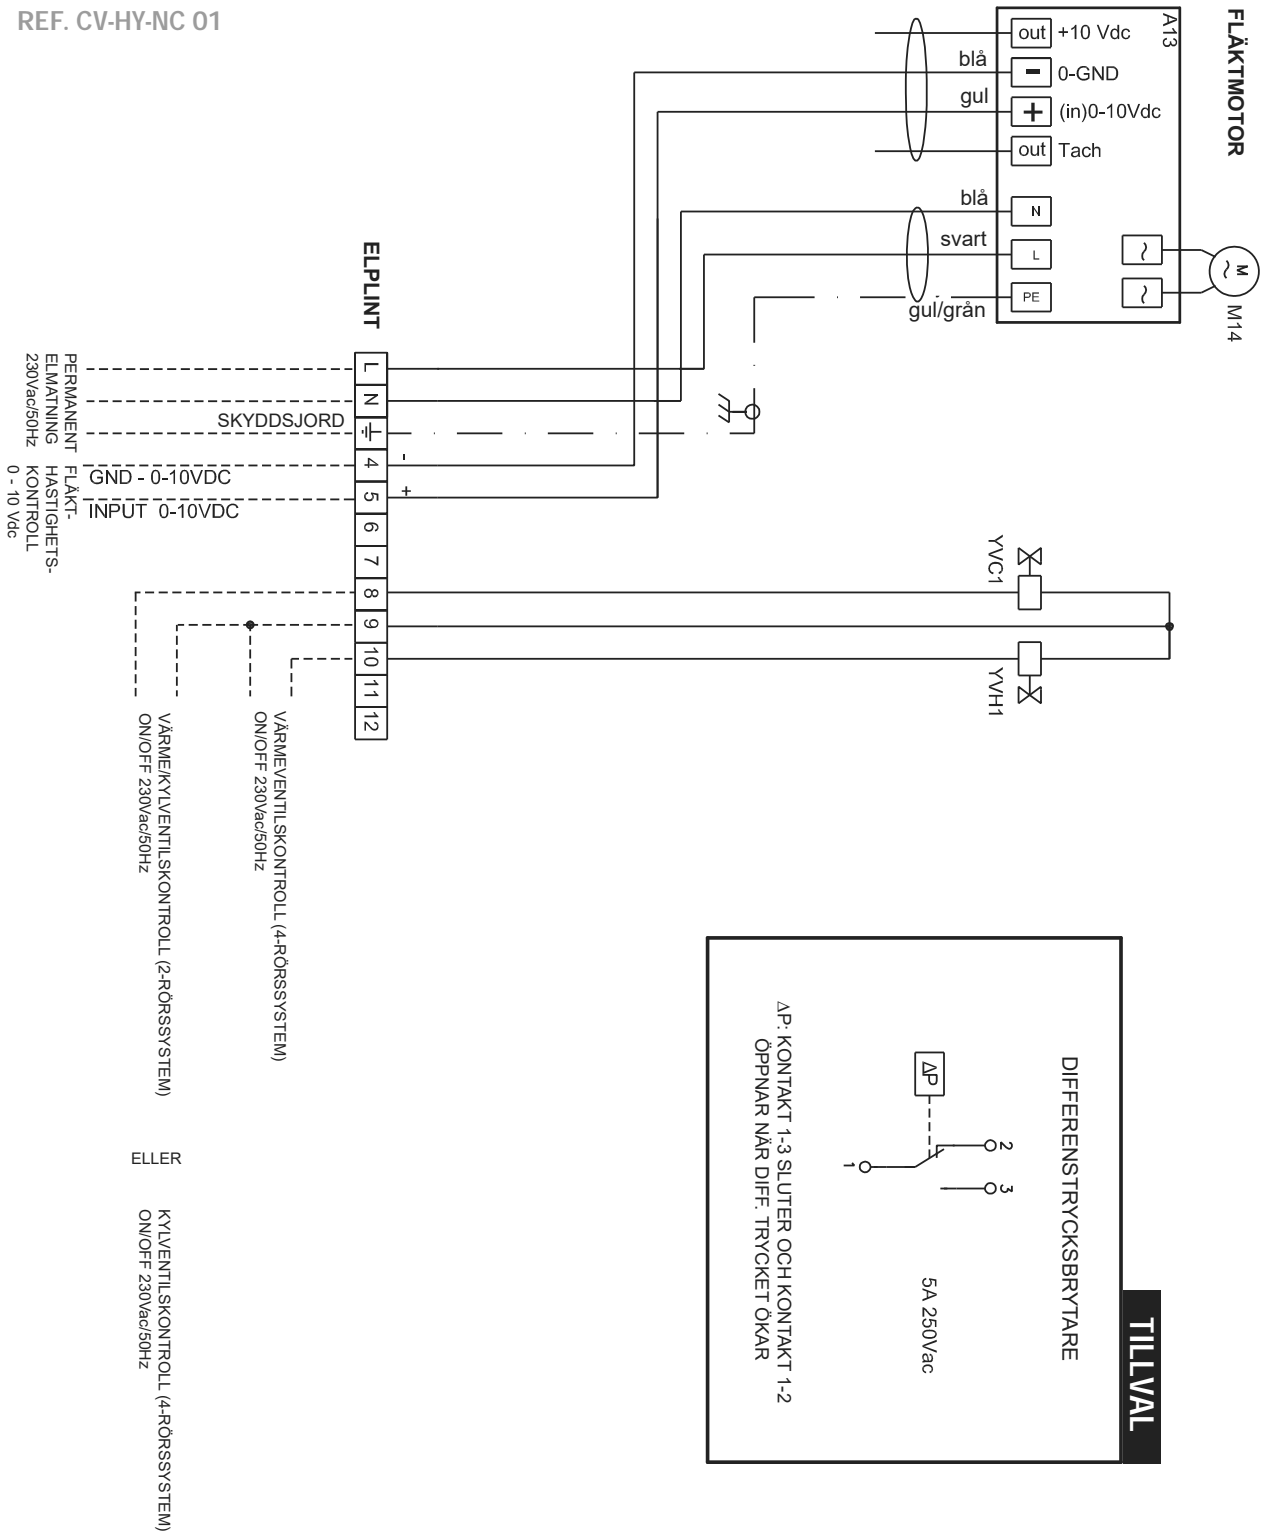 REF. CV-HY-NC 01
FLÄKTMOTOR
A13
out +10 Vdc
blå
- 0-GND
gul
+ (in)0-10Vdc
out Tach
blå
N
svart
L
gul/grån
PE
~
~
M
~
M14
ELPLINT
L
N
SKYDDSJORD
4
-
5
+
6
7
8
9
10
11
12
PERMANENT
ELMATNING
230Vac/50Hz
GND - 0-10VDC
INPUT 0-10VDC
FLÄKT-
HASTIGHETS-
KONTROLL
0 - 10 Vdc
YVC1
YVH1
VÄRMEVENTILSKONTROLL (4-RÖRSSYSTEM)
ON/OFF 230Vac/50Hz
VÄRME/KYLVENTILSKONTROLL (2-RÖRSSYSTEM)
ON/OFF 230Vac/50Hz
ELLER
KYLVENTILSKONTROLL (4-RÖRSSYSTEM)
ON/OFF 230Vac/50Hz
TILLVAL
DIFFERENSTRYCKSBRYTARE
ΔP
2
3
1
5A 250Vac
ΔP: KONTAKT 1-3 SLUTER OCH KONTAKT 1-2
ÖPPNAR NÄR DIFF. TRYCKET ÖKAR